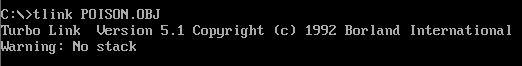 C:\>tlink POISON.OBJ
Turbo Link  Version 5.1 Copyright (c) 1992 Borland International
Warning: No stack